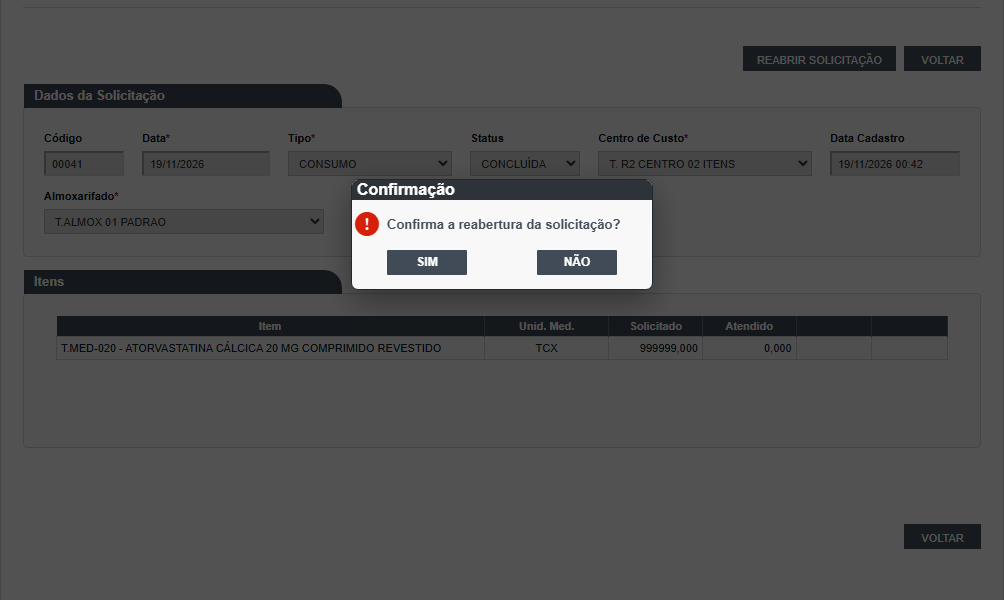 REABRIR SOLICITAÇÃO VOLTAR
Dados da Solicitação
Código Data* Tipo* Status Centro de Custo* Data Cadastro
00041 19/11/2026 CONSUMO CONCLUÍDA T. R2 CENTRO 02 ITENS 19/11/2026 00:42
Almoxarifado*
T.ALMOX 01 PADRAO
Confirmação
! Confirma a reabertura da solicitação?
SIM NÃO
Itens
Item Unid. Med. Solicitado Atendido
T.MED-020 - ATORVASTATINA CÁLCICA 20 MG COMPRIMIDO REVESTIDO TCX 999999,000 0,000
VOLTAR